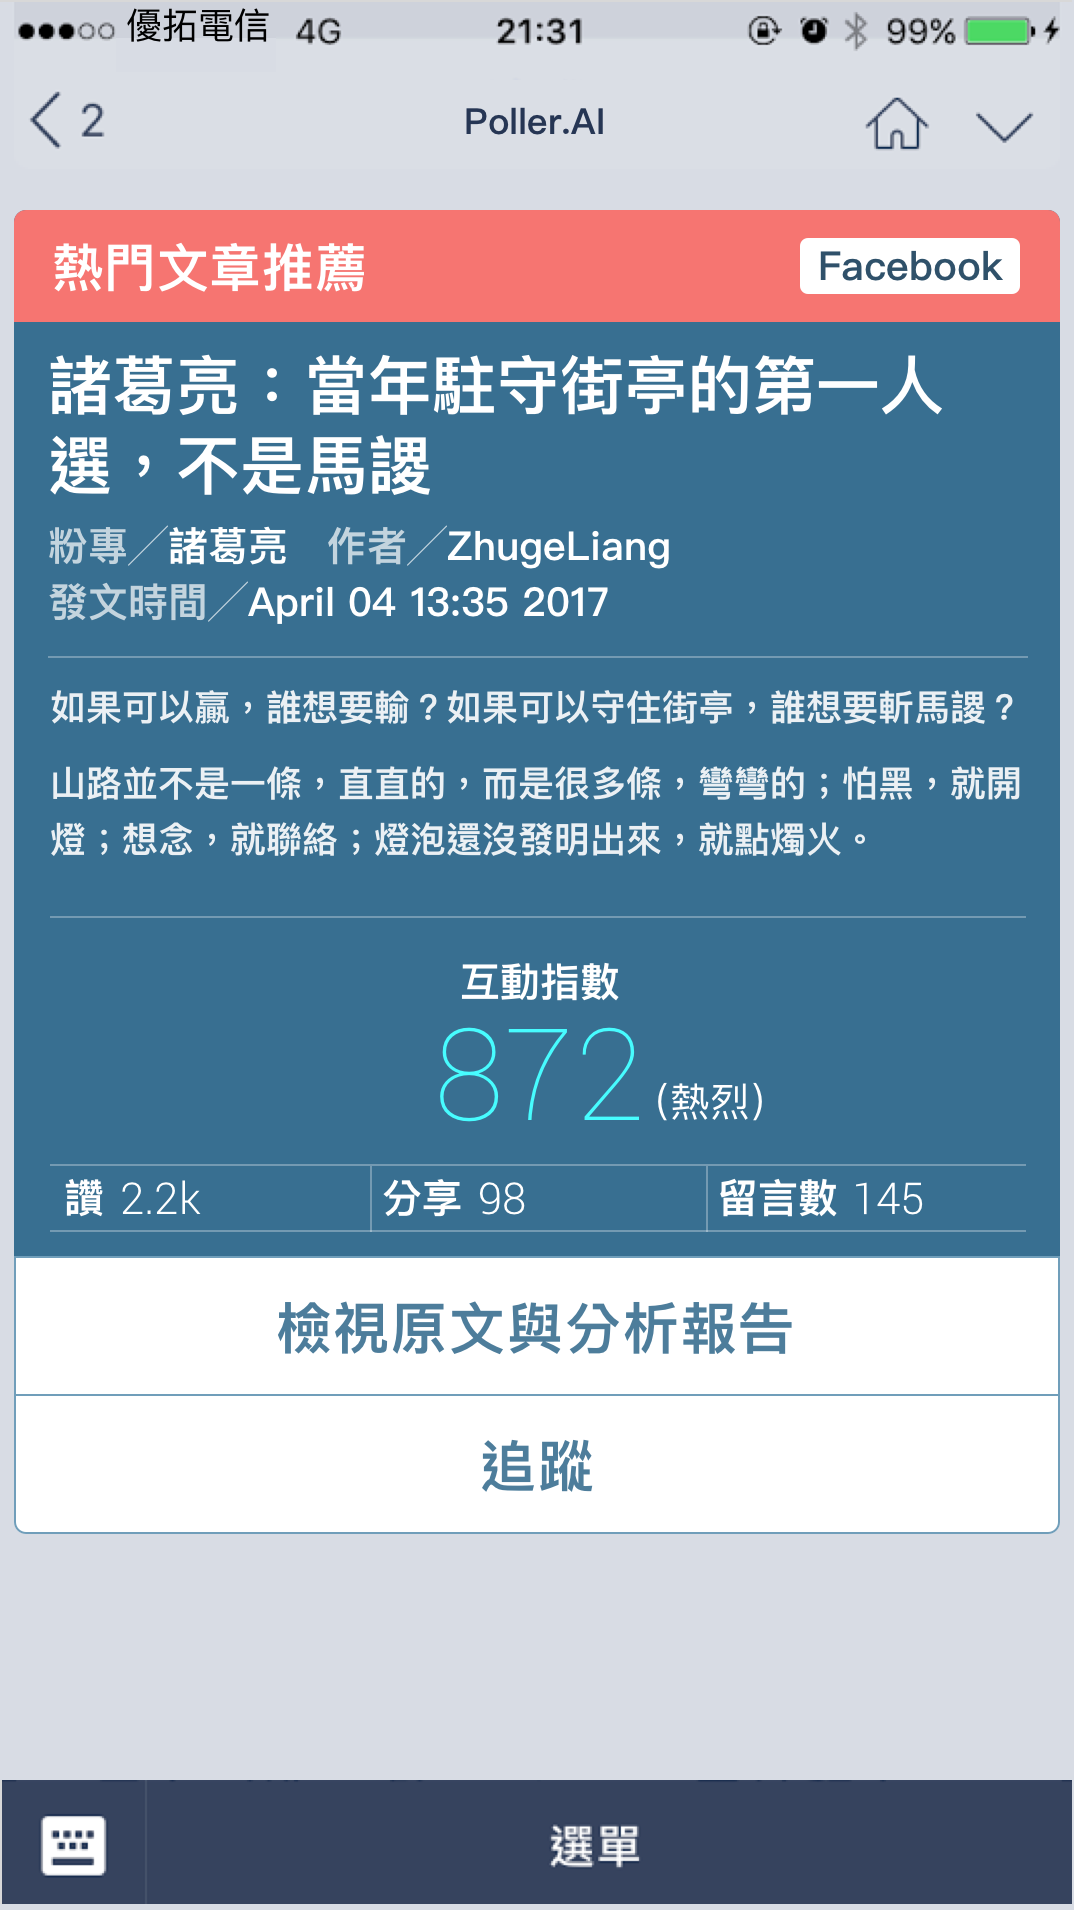 優拓電信 4G 21:31 99%
2 Poller.AI
熱門文章推薦 Facebook
諸葛亮：當年駐守街亭的第一人
選，不是馬謖
粉專／諸葛亮 作者／ZhugeLiang
發文時間／April 04 13:35 2017
如果可以贏，誰想要輸？如果可以守住街亭，誰想要斬馬謖？
山路並不是一條，直直的，而是很多條，彎彎的；怕黑，就開
燈；想念，就聯絡；燈泡還沒發明出來，就點燭火。
互動指數
872 (熱烈)
讚 2.2k 分享 98 留言數 145
檢視原文與分析報告
追蹤
選單